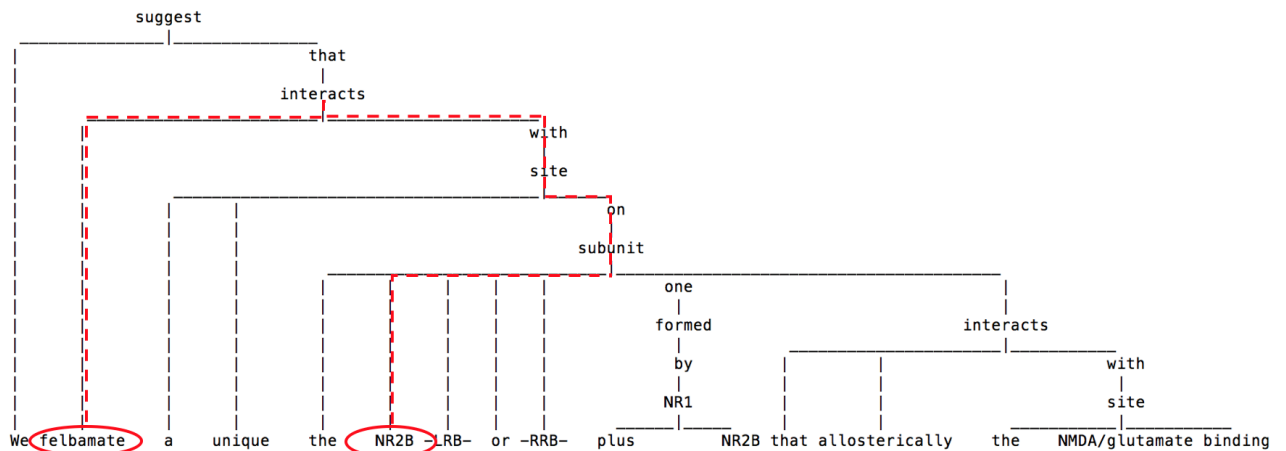 suggest
that
interacts
with
site
on
subunit
one
formed interacts
by with
NR1 site
We felbamate a unique the NR2B -LRB- or -RRB- plus NR2B that allosterically the NMDA/glutamate binding